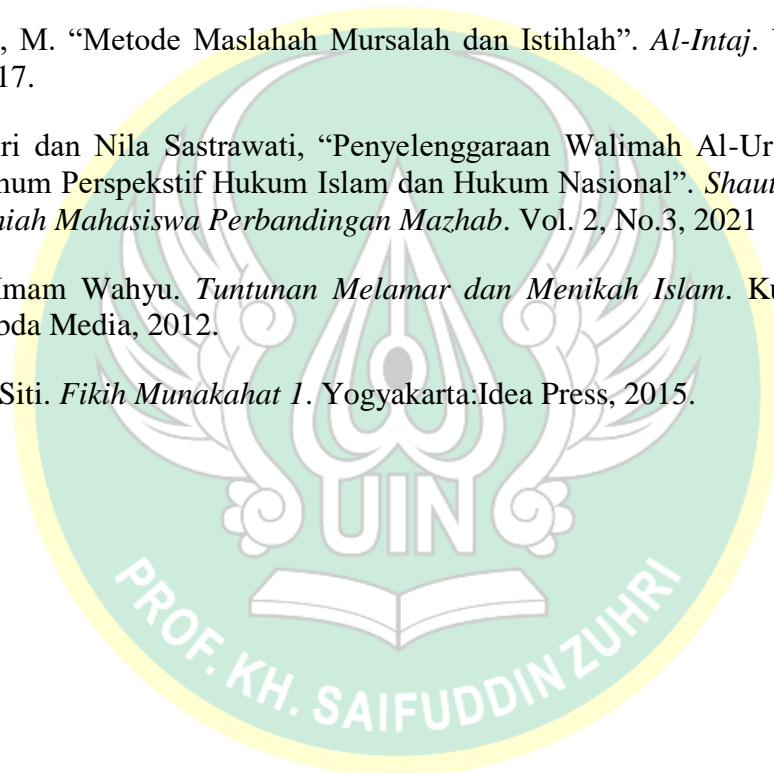 , M. “Metode Maslahah Mursalah dan Istihlah”. Al-Intaj.
17.
ri dan Nila Sastrawati, “Penyelenggaraan Walimah Al-Ur
num Perspekstif Hukum Islam dan Hukum Nasional”. Shaut
niah Mahasiswa Perbandingan Mazhab. Vol. 2, No.3, 2021
Imam Wahyu. Tuntunan Melamar dan Menikah Islam. Ku
oda Media, 2012.
Siti. Fikih Munakahat 1. Yogyakarta:Idea Press, 2015.
UIN
PROF. KH. SAIFUDDIN ZUHRI